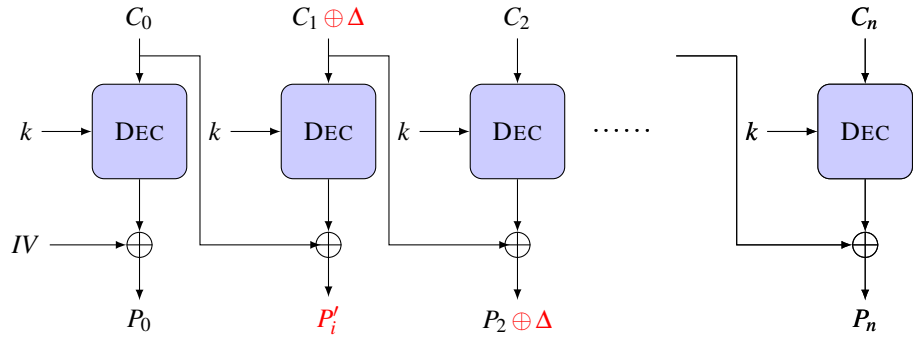 C₀ C₁ ⊕ Δ C₂ Cₙ
k DEC k DEC k DEC ...... k DEC
IV
P₀ P′ᵢ P₂ ⊕ Δ Pₙ